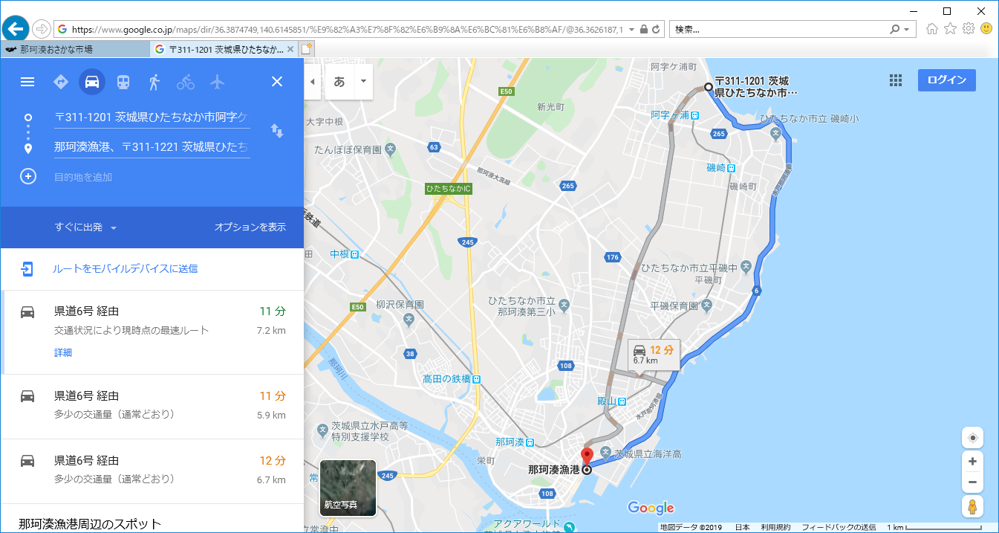 https://www.google.co.jp/maps/dir/36.3874749,140.6145851/%E9%82%A3%E7%8F%82%E6%B9%8A%E6%BC%81%E6%B8%AF/@36.3626187,1
検索...
那珂湊おさかな市場
〒311-1201 茨城県ひたちなか...
〒311-1201 茨城県ひたちなか市阿字ケ
那珂湊漁港、〒311-1221 茨城県ひたち
目的地を追加
すぐに出発
オプションを表示
ルートをモバイルデバイスに送信
県道6号 経由
11 分
交通状況により現時点の最速ルート
7.2 km
詳細
県道6号 経由
11 分
多少の交通量（通常どおり）
5.9 km
県道6号 経由
12 分
多少の交通量（通常どおり）
6.7 km
那珂湊漁港周辺のスポット
あ
ログイン
阿字ケ浦町
〒311-1201 茨城
県ひたちなか市…
E50
新光町
阿字ケ浦
ひたちなか市立 磯崎小
大字中根
265
たんぽぽ保育園
63
磯崎
那珂湊大洗線
265
磯崎町
ひたちなかIC
水戸那珂湊線
鉄道
245
田
中根
176
ひたちなか市立平磯中
平磯町
6
E50
柳沢保育園
ひたちなか市立
那珂湊第三小
平磯保育園
12 分
6.7 km
38
那珂川
108
高田の鉄橋
殿山
水戸那珂湊線
茨城県立水戸高等
特別支援学校
那珂湊
茨城県立海洋高
栄町
那珂湊漁港
常
245
108
航空写真
Google
アクアワールド
地図データ ©2019
日本
利用規約
フィードバックの送信
1 km